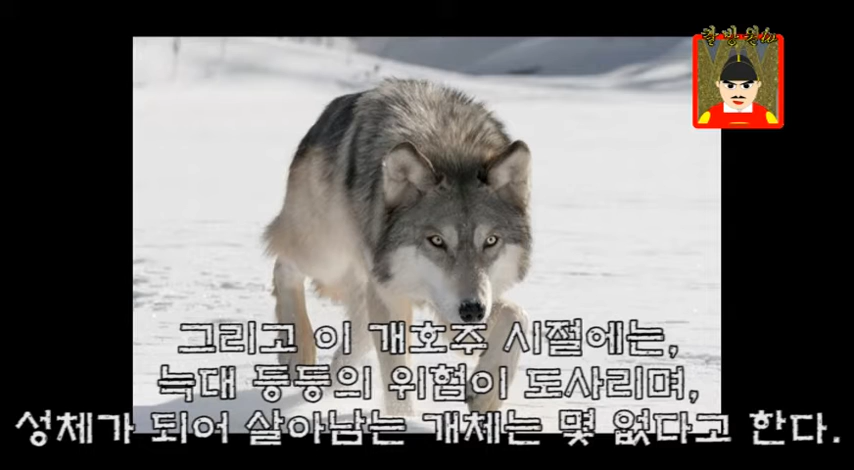 그리고 이 개호주 시절에는,
늑대 등등의 위험이 도사리며,
성체가 되어 살아남는 개체는 몇 없다고 한다.